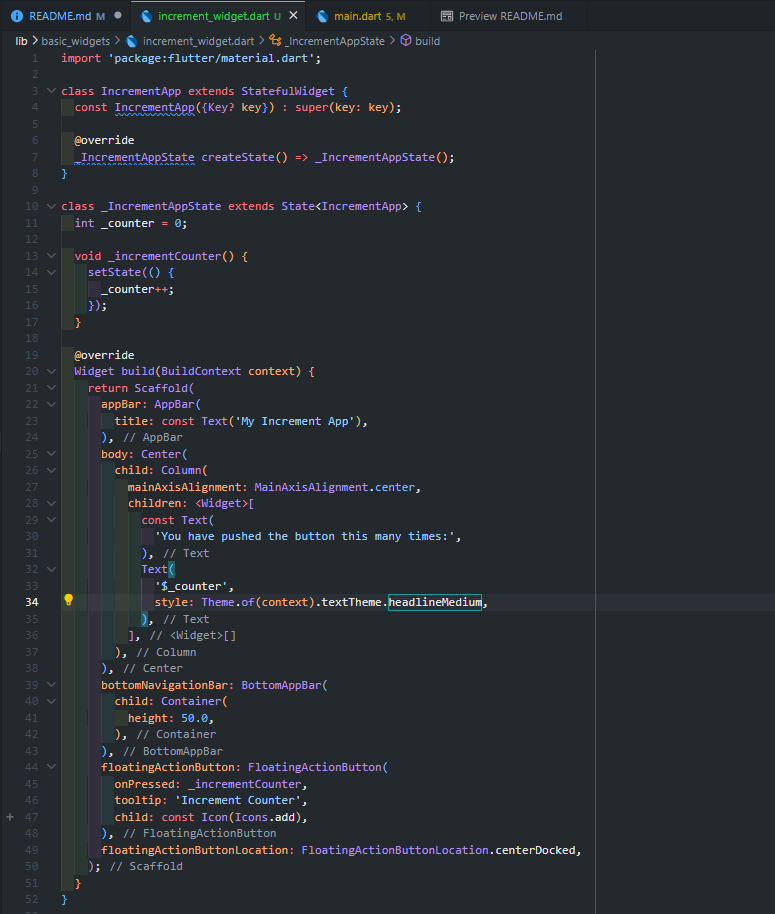 README.md M ● increment_widget.dart U ✕ main.dart 5, M Preview README.md
lib > basic_widgets > increment_widget.dart > _IncrementAppState > build
1 import 'package:flutter/material.dart';
2
3 class IncrementApp extends StatefulWidget {
4   const IncrementApp({Key? key}) : super(key: key);
5
6   @override
7   _IncrementAppState createState() => _IncrementAppState();
8 }
9
10 class _IncrementAppState extends State<IncrementApp> {
11   int _counter = 0;
12
13   void _incrementCounter() {
14     setState(() {
15       _counter++;
16     });
17   }
18
19   @override
20   Widget build(BuildContext context) {
21     return Scaffold(
22       appBar: AppBar(
23         title: const Text('My Increment App'),
24       ), // AppBar
25       body: Center(
26         child: Column(
27           mainAxisAlignment: MainAxisAlignment.center,
28           children: <Widget>[
29             const Text(
30               'You have pushed the button this many times:',
31             ), // Text
32             Text(
33               '$_counter',
34               style: Theme.of(context).textTheme.headlineMedium,
35             ), // Text
36           ], // <Widget>[]
37         ), // Column
38       ), // Center
39       bottomNavigationBar: BottomAppBar(
40         child: Container(
41           height: 50.0,
42         ), // Container
43       ), // BottomAppBar
44       floatingActionButton: FloatingActionButton(
45         onPressed: _incrementCounter,
46         tooltip: 'Increment Counter',
47         child: const Icon(Icons.add),
48       ), // FloatingActionButton
49       floatingActionButtonLocation: FloatingActionButtonLocation.centerDocked,
50     ); // Scaffold
51   }
52 }